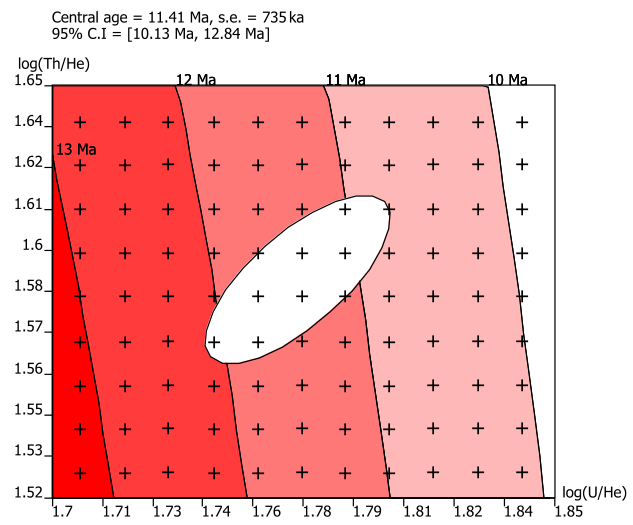 Central age = 11.41 Ma, s.e. = 735 ka
95% C.I = [10.13 Ma, 12.84 Ma]
log(Th/He)
1.65
12 Ma
11 Ma
10 Ma
1.64
13 Ma
1.62
1.61
1.6
1.58
1.57
1.56
1.55
1.53
1.52
log(U/He)
1.7
1.71
1.73
1.74
1.76
1.78
1.79
1.81
1.82
1.84
1.85